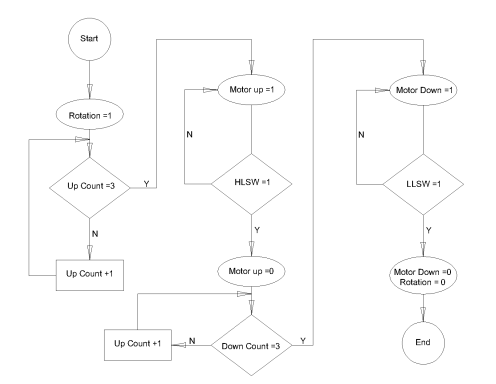 Start
Rotation =1
Up Count =3
Y
N
Up Count +1
Motor up =1
N
HLSW =1
Y
Motor up =0
Down Count =3
N
Up Count +1
Y
Motor Down =1
N
LLSW =1
Y
Motor Down =0
Rotation = 0
End